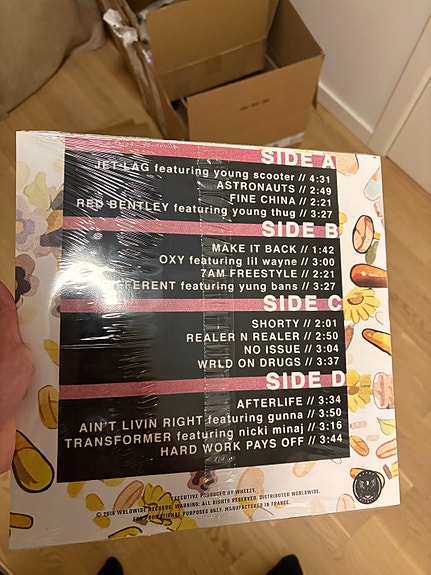 SIDE A
JET LAG featuring young scooter // 4:31
ASTRONAUTS // 2:49
FINE CHINA // 2:21
RED BENTLEY featuring young thug // 3:27
SIDE B
MAKE IT BACK // 1:42
OXY featuring lil wayne // 3:00
7AM FREESTYLE // 2:21
DIFFERENT featuring yung bans // 3:27
SIDE C
SHORTY // 2:01
REALER N REALER // 2:50
NO ISSUE // 3:04
WRLD ON DRUGS // 3:37
SIDE D
AFTERLIFE // 3:34
AIN'T LIVIN RIGHT featuring gunna // 3:50
TRANSFORMER featuring nicki minaj // 3:16
HARD WORK PAYS OFF // 3:44
EXECUTIVE PRODUCED BY WHEEZY.
© 2018 WRLDWIDE RECORDS. WARNING: ALL RIGHTS RESERVED. DISTRIBUTED WORLDWIDE.
FOR PROMOTIONAL PURPOSES ONLY. MANUFACTURED IN FRANCE.